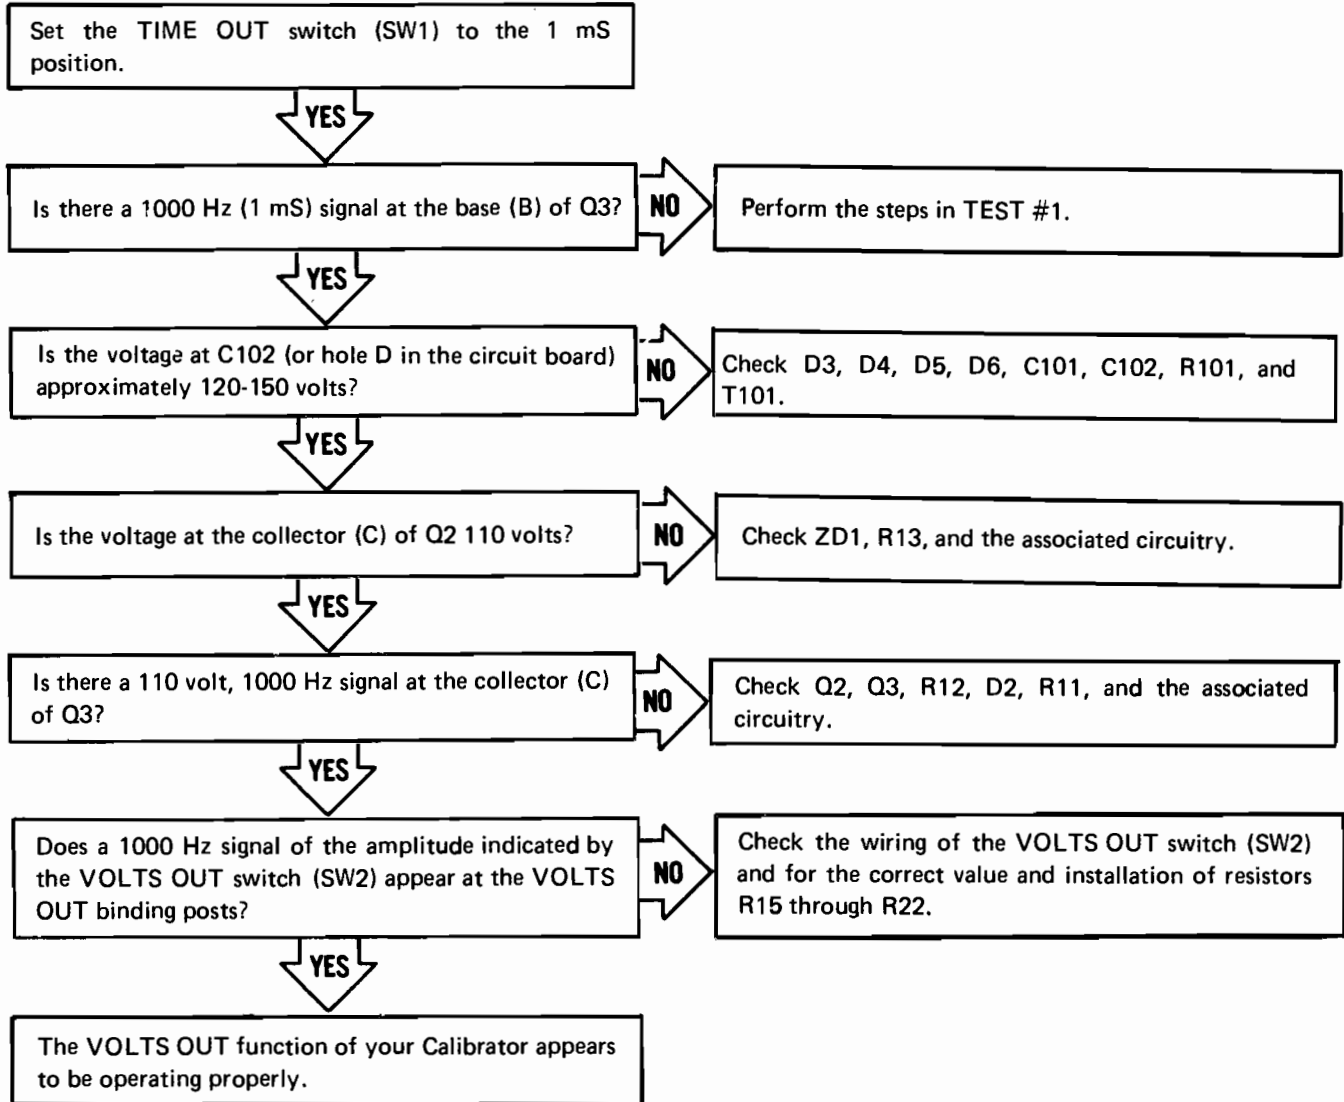 Set the TIME OUT switch (SW1) to the 1 mS
position.
YES
Is there a 1000 Hz (1 mS) signal at the base (B) of Q3?
NO
Perform the steps in TEST #1.
YES
Is the voltage at C102 (or hole D in the circuit board)
approximately 120-150 volts?
NO
Check D3, D4, D5, D6, C101, C102, R101, and
T101.
YES
Is the voltage at the collector (C) of Q2 110 volts?
NO
Check ZD1, R13, and the associated circuitry.
YES
Is there a 110 volt, 1000 Hz signal at the collector (C)
of Q3?
NO
Check Q2, Q3, R12, D2, R11, and the associated
circuitry.
YES
Does a 1000 Hz signal of the amplitude indicated by
the VOLTS OUT switch (SW2) appear at the VOLTS
OUT binding posts?
NO
Check the wiring of the VOLTS OUT switch (SW2)
and for the correct value and installation of resistors
R15 through R22.
YES
The VOLTS OUT function of your Calibrator appears
to be operating properly.